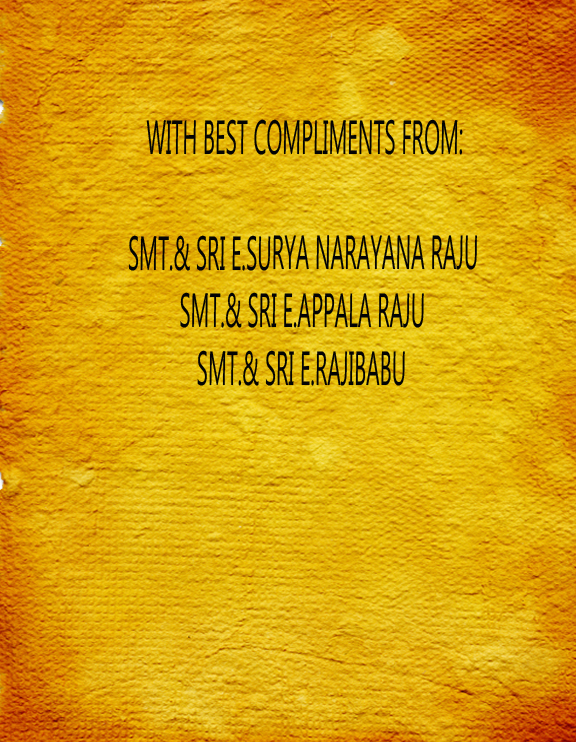 WITH BEST COMPLIMENTS FROM:
SMT.& SRI E.SURYA NARAYANA RAJU
SMT.& SRI E.APPALA RAJU
SMT.& SRI E.RAJIBABU